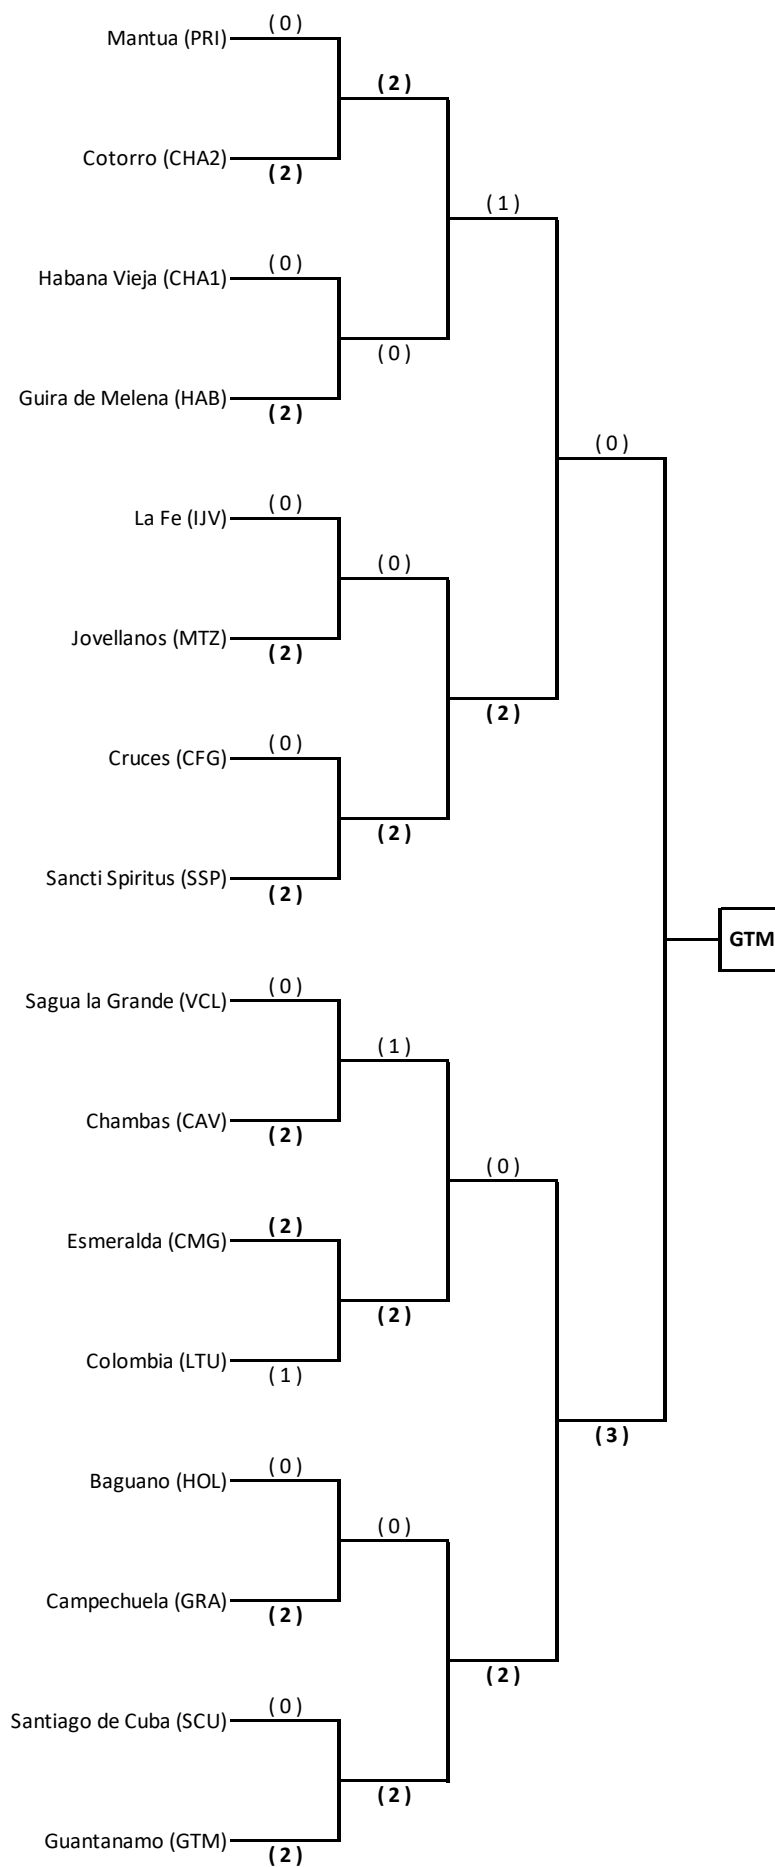 ( 0 )
Mantua (PRI)
( 2 )
Cotorro (CHA2)
( 2 )
( 1 )
( 0 )
Habana Vieja (CHA1)
( 0 )
Guira de Melena (HAB)
( 2 )
( 0 )
( 0 )
La Fe (IJV)
( 0 )
Jovellanos (MTZ)
( 2 )
( 2 )
( 0 )
Cruces (CFG)
( 2 )
Sancti Spiritus (SSP)
( 2 )
GTM
( 0 )
Sagua la Grande (VCL)
( 1 )
Chambas (CAV)
( 2 )
( 0 )
( 2 )
Esmeralda (CMG)
( 2 )
Colombia (LTU)
( 1 )
( 3 )
( 0 )
Baguano (HOL)
( 0 )
Campechuela (GRA)
( 2 )
( 2 )
( 0 )
Santiago de Cuba (SCU)
( 2 )
Guantanamo (GTM)
( 2 )